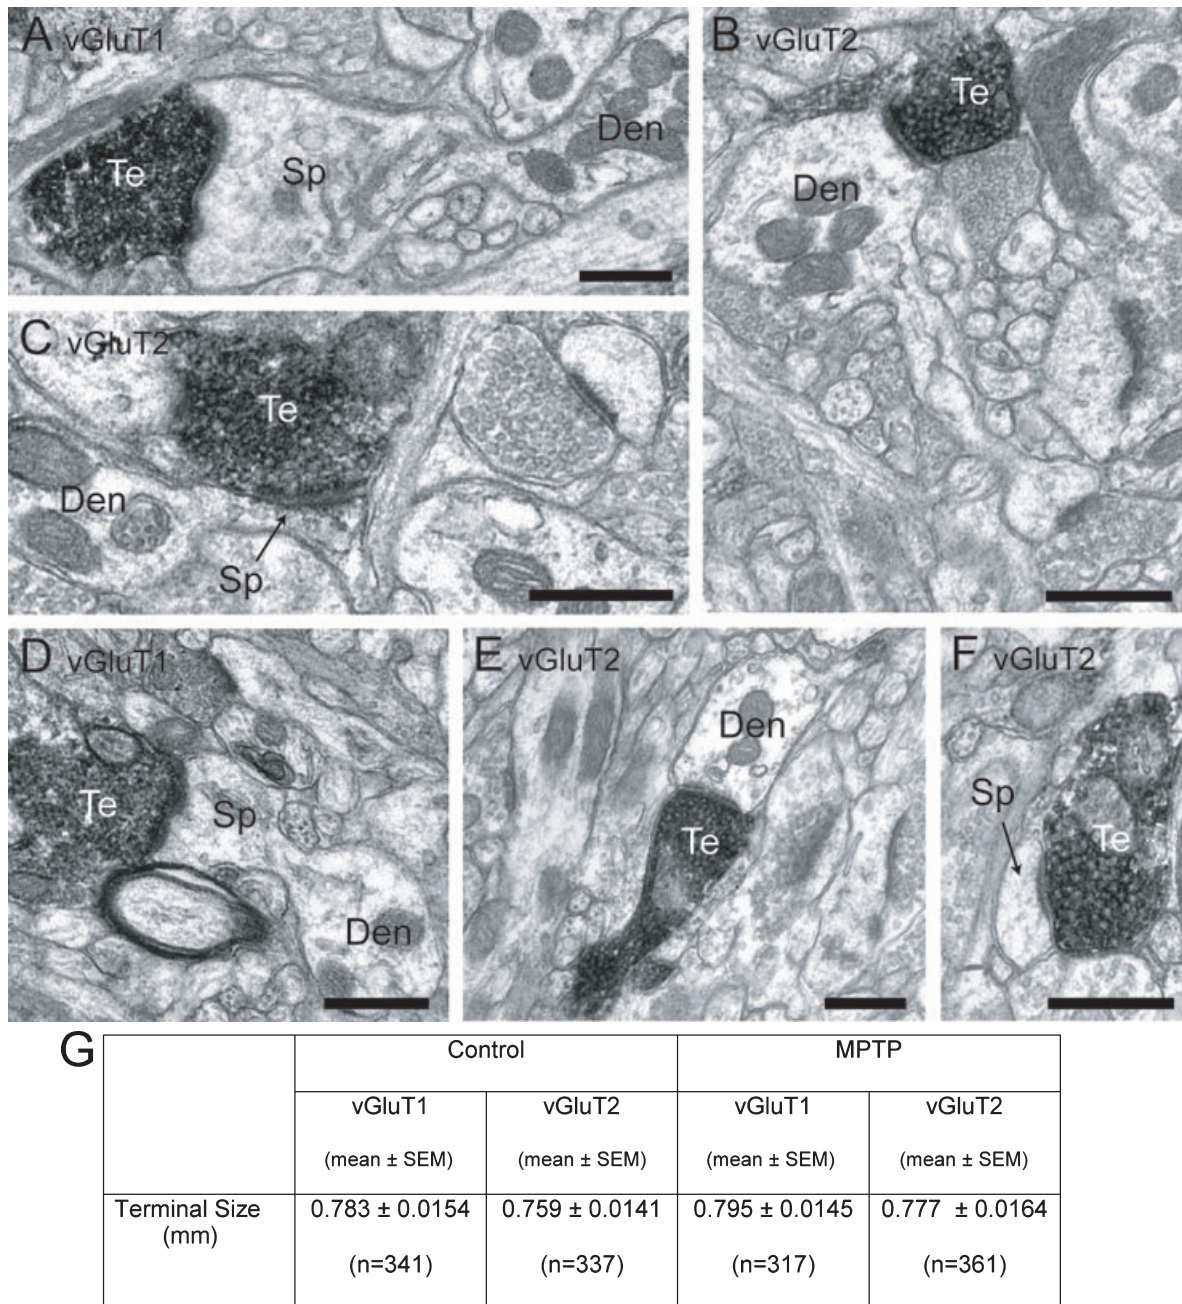 A vGluT1
Te
Sp
Den
B vGluT2
Te
Den
C vGluT2
Te
Den
Sp
D vGluT1
Te
Sp
Den
E vGluT2
Den
Te
F vGluT2
Sp
Te
G
Control MPTP
vGluT1 vGluT2 vGluT1 vGluT2
(mean ± SEM) (mean ± SEM) (mean ± SEM) (mean ± SEM)
Terminal Size 0.783 ± 0.0154 0.759 ± 0.0141 0.795 ± 0.0145 0.777 ± 0.0164
(mm)
(n=341) (n=337) (n=317) (n=361)